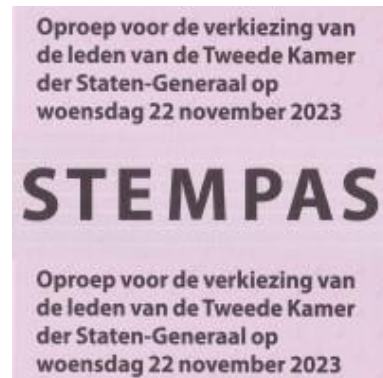 Oproep voor de verkiezing van
de leden van de Tweede Kamer
der Staten-Generaal op
woensdag 22 november 2023
STEMPAS
Oproep voor de verkiezing van
de leden van de Tweede Kamer
der Staten-Generaal op
woensdag 22 november 2023